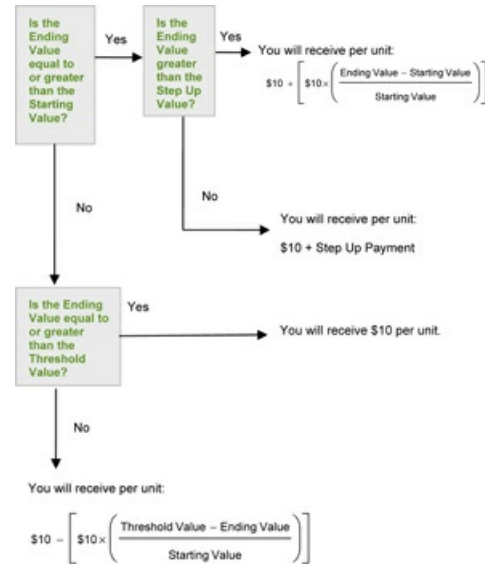 Is the
Ending
Value
equal to
or greater
than the
Starting
Value?
Yes
Is the
Ending
Value
greater
than the
Step Up
Value?
Yes
You will receive per unit:
$10 + [ $10 × ( Ending Value − Starting Value
Starting Value ) ]
No
No
You will receive per unit:
$10 + Step Up Payment
Is the Ending
Value equal to
or greater
than the
Threshold
Value?
Yes
You will receive $10 per unit.
No
You will receive per unit:
$10 − [ $10 × ( Threshold Value − Ending Value
Starting Value ) ]